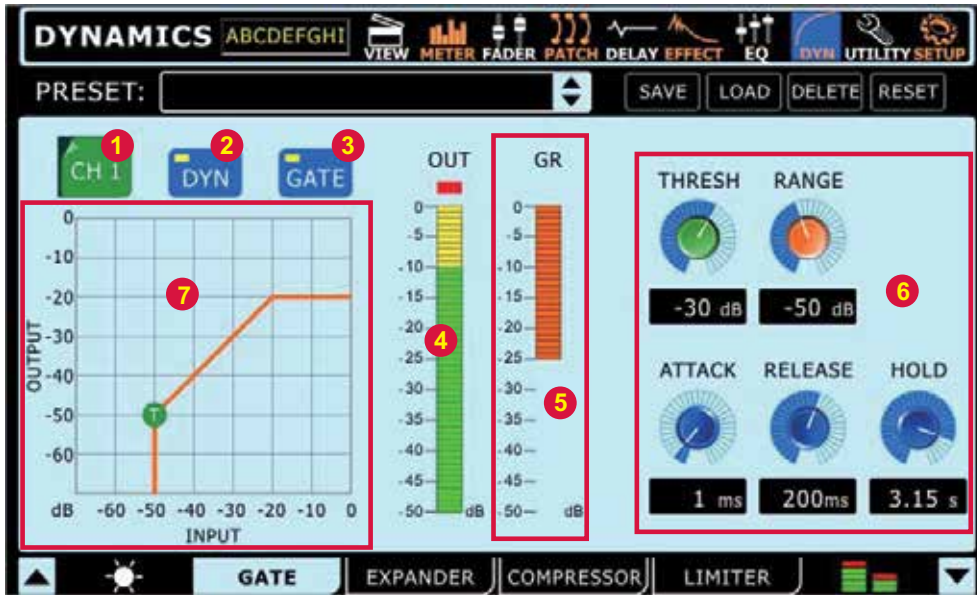 DYNAMICS ABCDEFGHI VIEW METER FADER PATCH DELAY EFFECT EQ DYN UTILITY SETUP
PRESET: SAVE LOAD DELETE RESET
1 2 3
CH 1 DYN GATE
OUT GR
THRESH RANGE
-30 dB -50 dB
6
ATTACK RELEASE HOLD
1 ms 200ms 3.15 s
0
-5
-10
-15
-20
-25
-30
-35
-40
-45
-50 dB
4
0
-5
-10
-15
-20
-25
-30
-35
-40
-45
-50 dB
5
0
-10
-20
-30
-40
-50
-60
OUTPUT
7
T
dB -60 -50 -40 -30 -20 -10 0
INPUT
GATE EXPANDER COMPRESSOR LIMITER